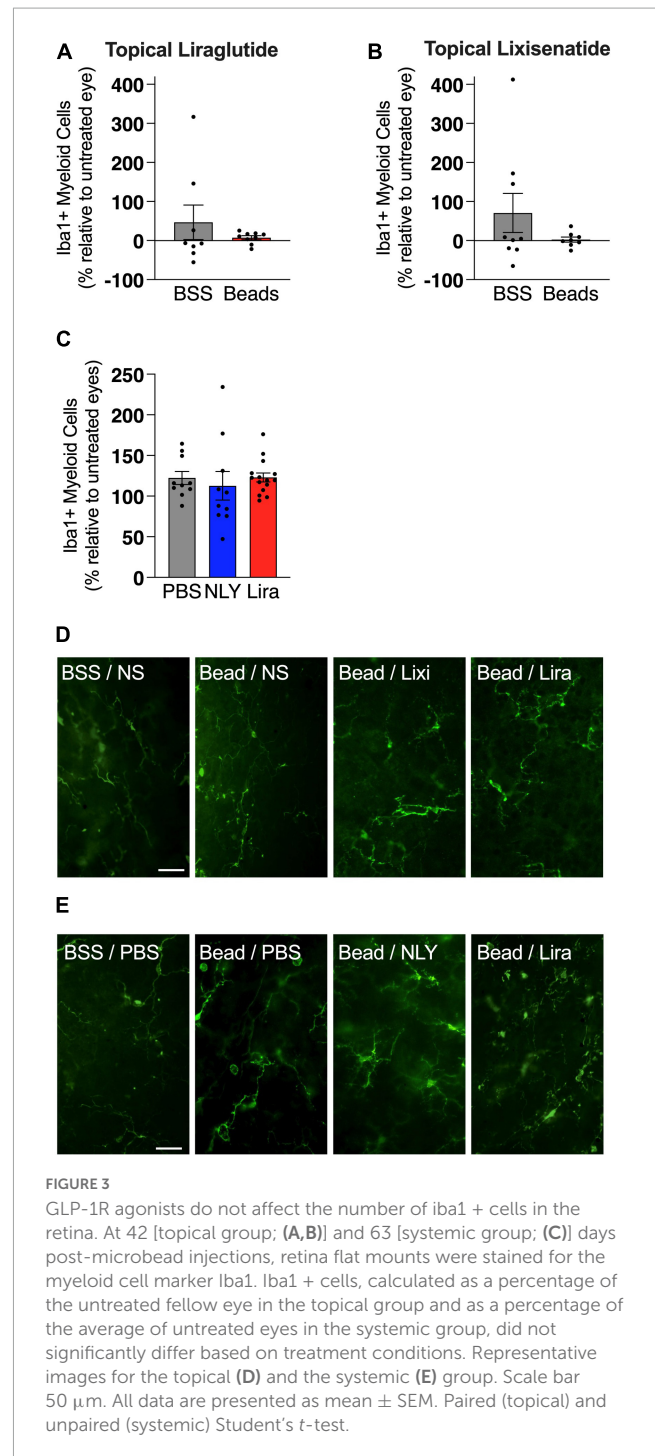 A
Topical Liraglutide
Iba1+ Myeloid Cells
(% relative to untreated eye)
400
300
200
100
0
-100
BSS Beads
B
Topical Lixisenatide
Iba1+ Myeloid Cells
(% relative to untreated eye)
400
300
200
100
0
-100
BSS Beads
C
Iba1+ Myeloid Cells
(% relative to untreated eyes)
250
200
150
100
50
0
PBS NLY Lira
D
BSS / NS
Bead / NS
Bead / Lixi
Bead / Lira
E
BSS / PBS
Bead / PBS
Bead / NLY
Bead / Lira
FIGURE 3
GLP-1R agonists do not affect the number of iba1 + cells in the
retina. At 42 [topical group; (A,B)] and 63 [systemic group; (C)] days
post-microbead injections, retina flat mounts were stained for the
myeloid cell marker Iba1. Iba1 + cells, calculated as a percentage of
the untreated fellow eye in the topical group and as a percentage of
the average of untreated eyes in the systemic group, did not
significantly differ based on treatment conditions. Representative
images for the topical (D) and the systemic (E) group. Scale bar
50 μm. All data are presented as mean ± SEM. Paired (topical) and
unpaired (systemic) Student’s t-test.